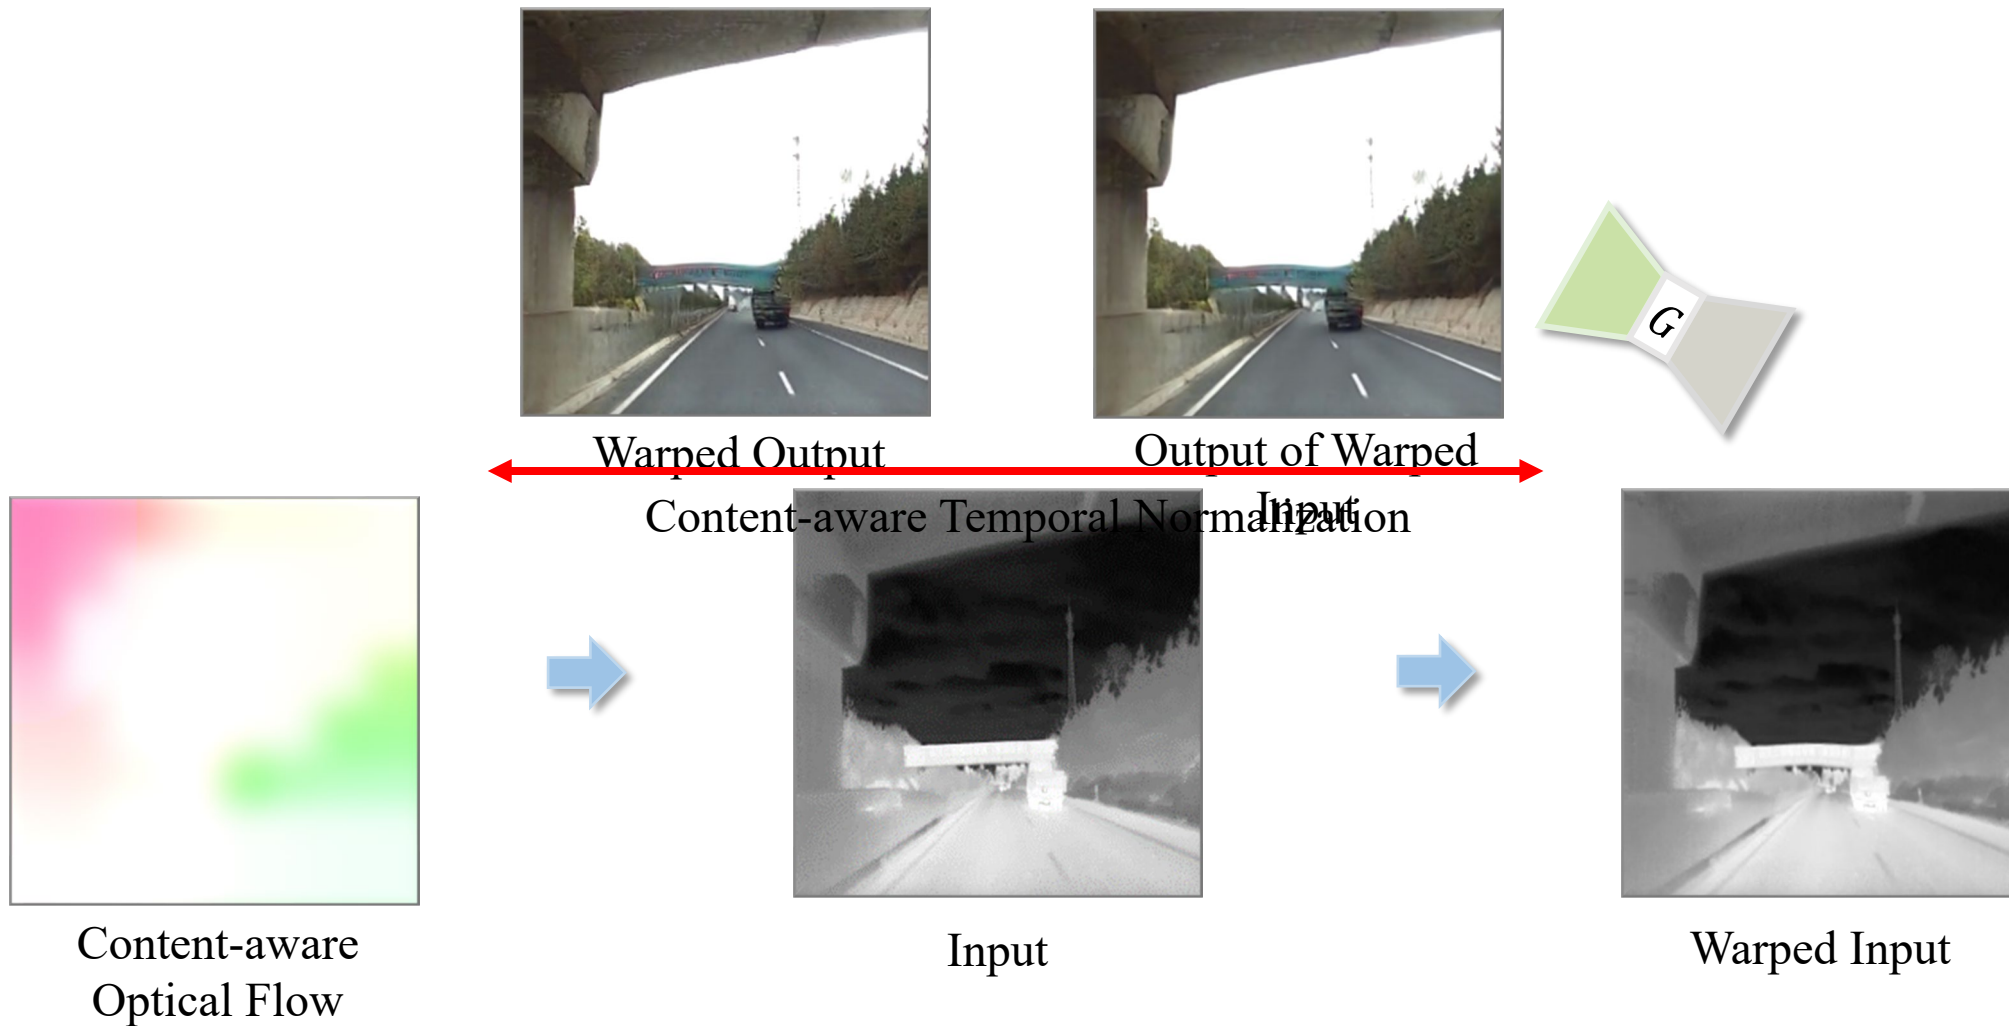 Warped Output
Output of Warped
Input
G
Content-aware Temporal Normalization
Content-aware
Optical Flow
Input
Warped Input